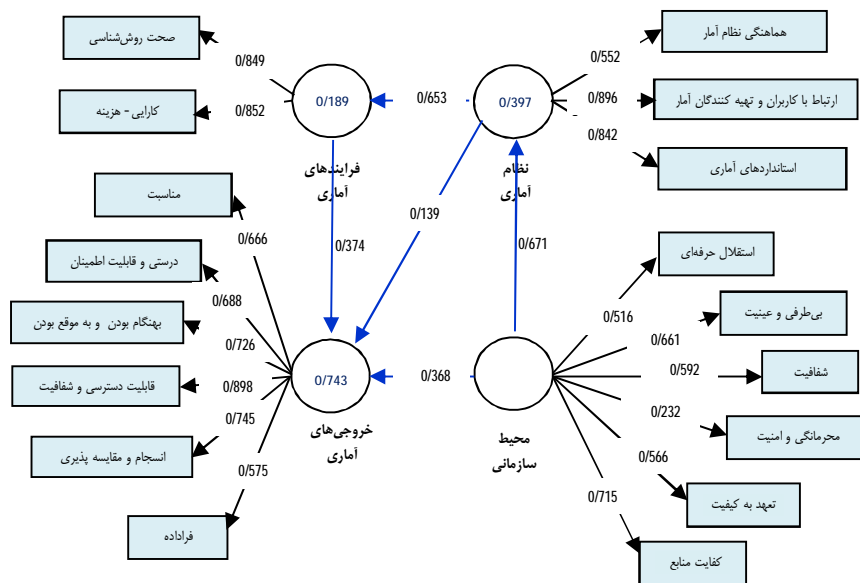 صحت روش‌شناسی
0/849
کارایی - هزینه
0/852
0/189
فرایندهای
آماری
0/653
0/397
نظام
آماری
0/552
هماهنگی نظام آمار
0/896
ارتباط با کاربران و تهیه کنندگان آمار
0/842
استانداردهای آماری
0/139
0/374
0/671
مناسبت
0/666
درستی و قابلیت اطمینان
0/688
بهنگام بودن و به موقع بودن
0/726
قابلیت دسترسی و شفافیت
0/898
انسجام و مقایسه پذیری
0/745
فراداده
0/575
0/743
خروجی‌های
آماری
0/368
محیط
سازمانی
استقلال حرفه‌ای
0/516
بی‌طرفی و عینیت
0/661
شفافیت
0/592
محرمانگی و امنیت
0/232
تعهد به کیفیت
0/566
کفایت منابع
0/715